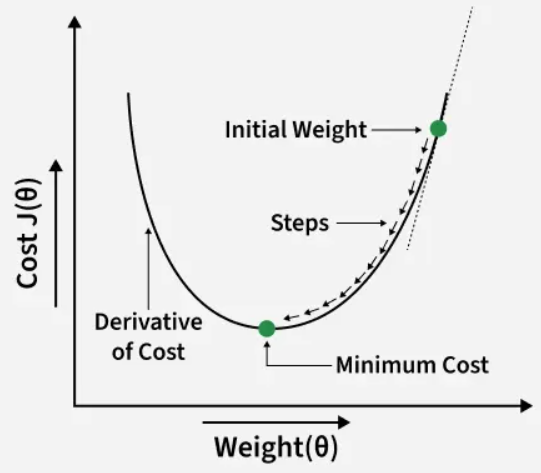 Initial Weight
Steps
Cost J(θ)
Derivative
of Cost
Minimum Cost
Weight(θ)